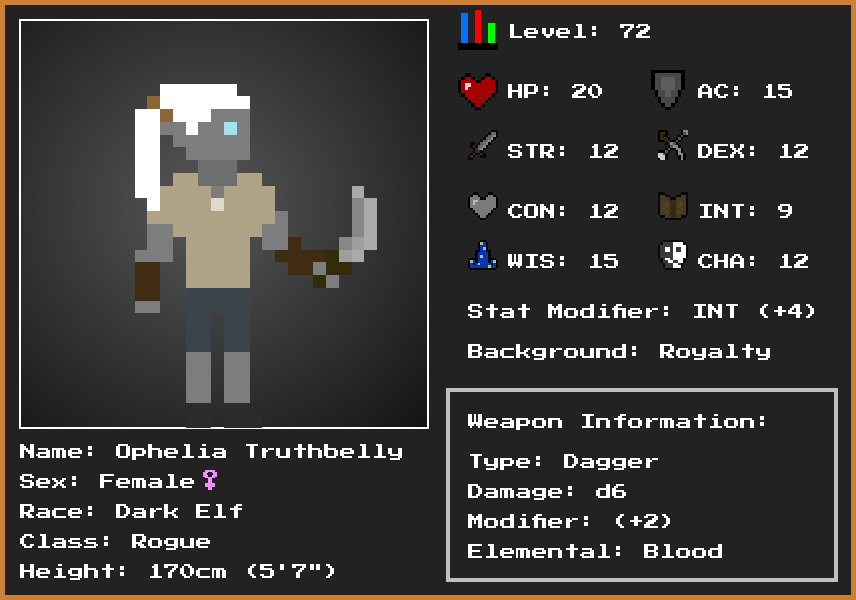 Level: 72
HP: 20
AC: 15
STR: 12
DEX: 12
CON: 12
INT: 9
WIS: 15
CHA: 12
Stat Modifier: INT (+4)
Background: Royalty
Weapon Information:
Type: Dagger
Damage: d6
Modifier: (+2)
Elemental: Blood
Name: Ophelia Truthbelly
Sex: Female♀
Race: Dark Elf
Class: Rogue
Height: 170cm (5'7")